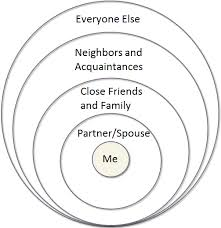 Everyone Else
Neighbors and
Acquaintances
Close Friends
and Family
Partner/Spouse
Me